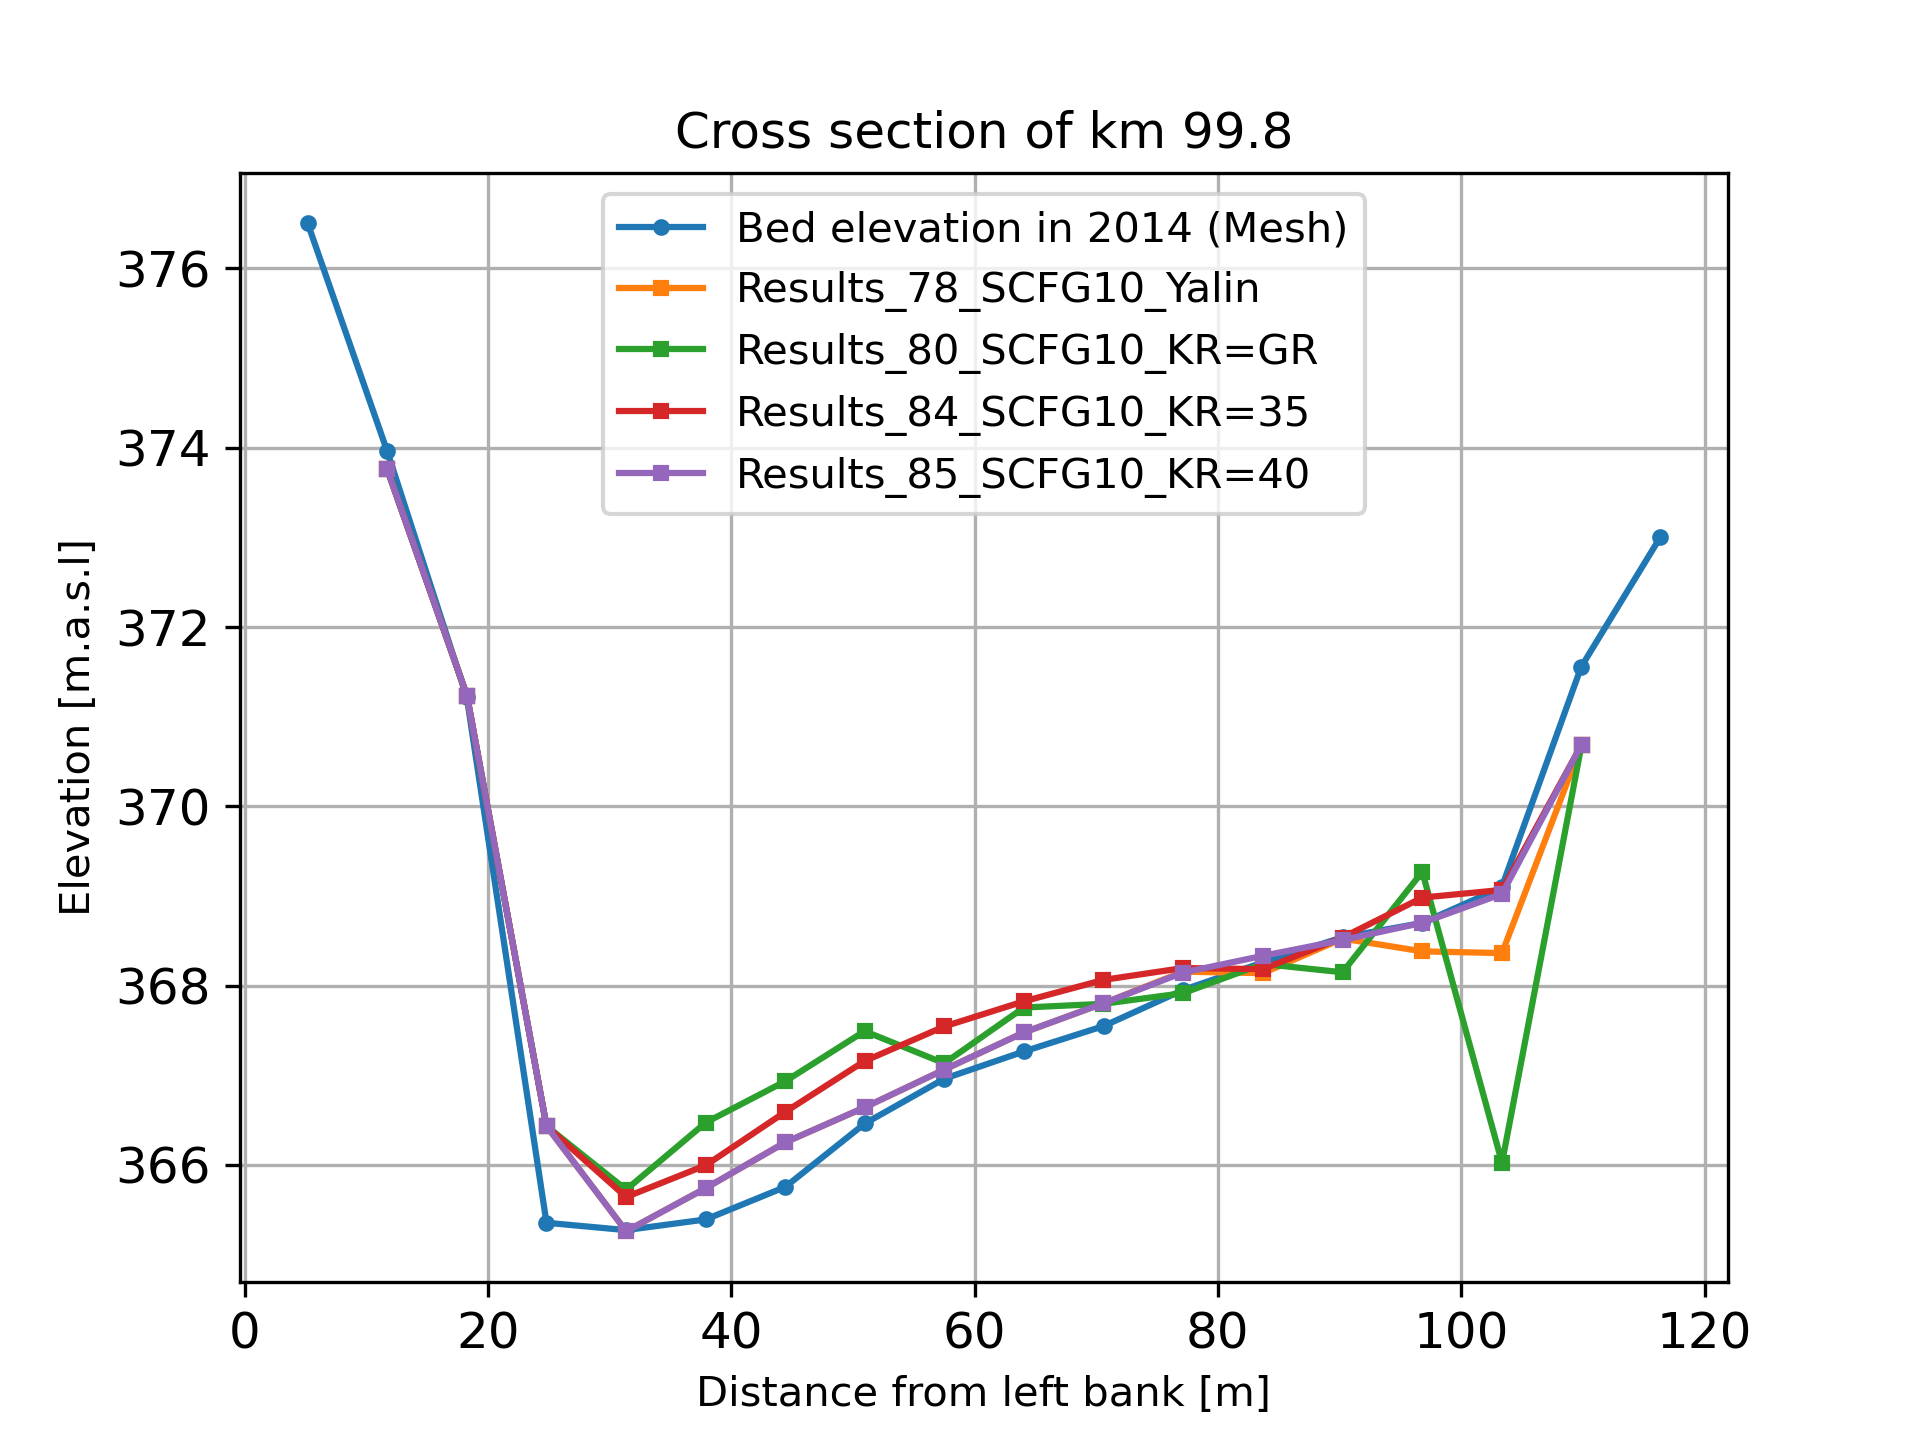 Cross section of km 99.8
Bed elevation in 2014 (Mesh)
Results_78_SCFG10_Yalin
Results_80_SCFG10_KR=GR
Results_84_SCFG10_KR=35
Results_85_SCFG10_KR=40
Elevation [m.a.s.l]
376
374
372
370
368
366
0 20 40 60 80 100 120
Distance from left bank [m]